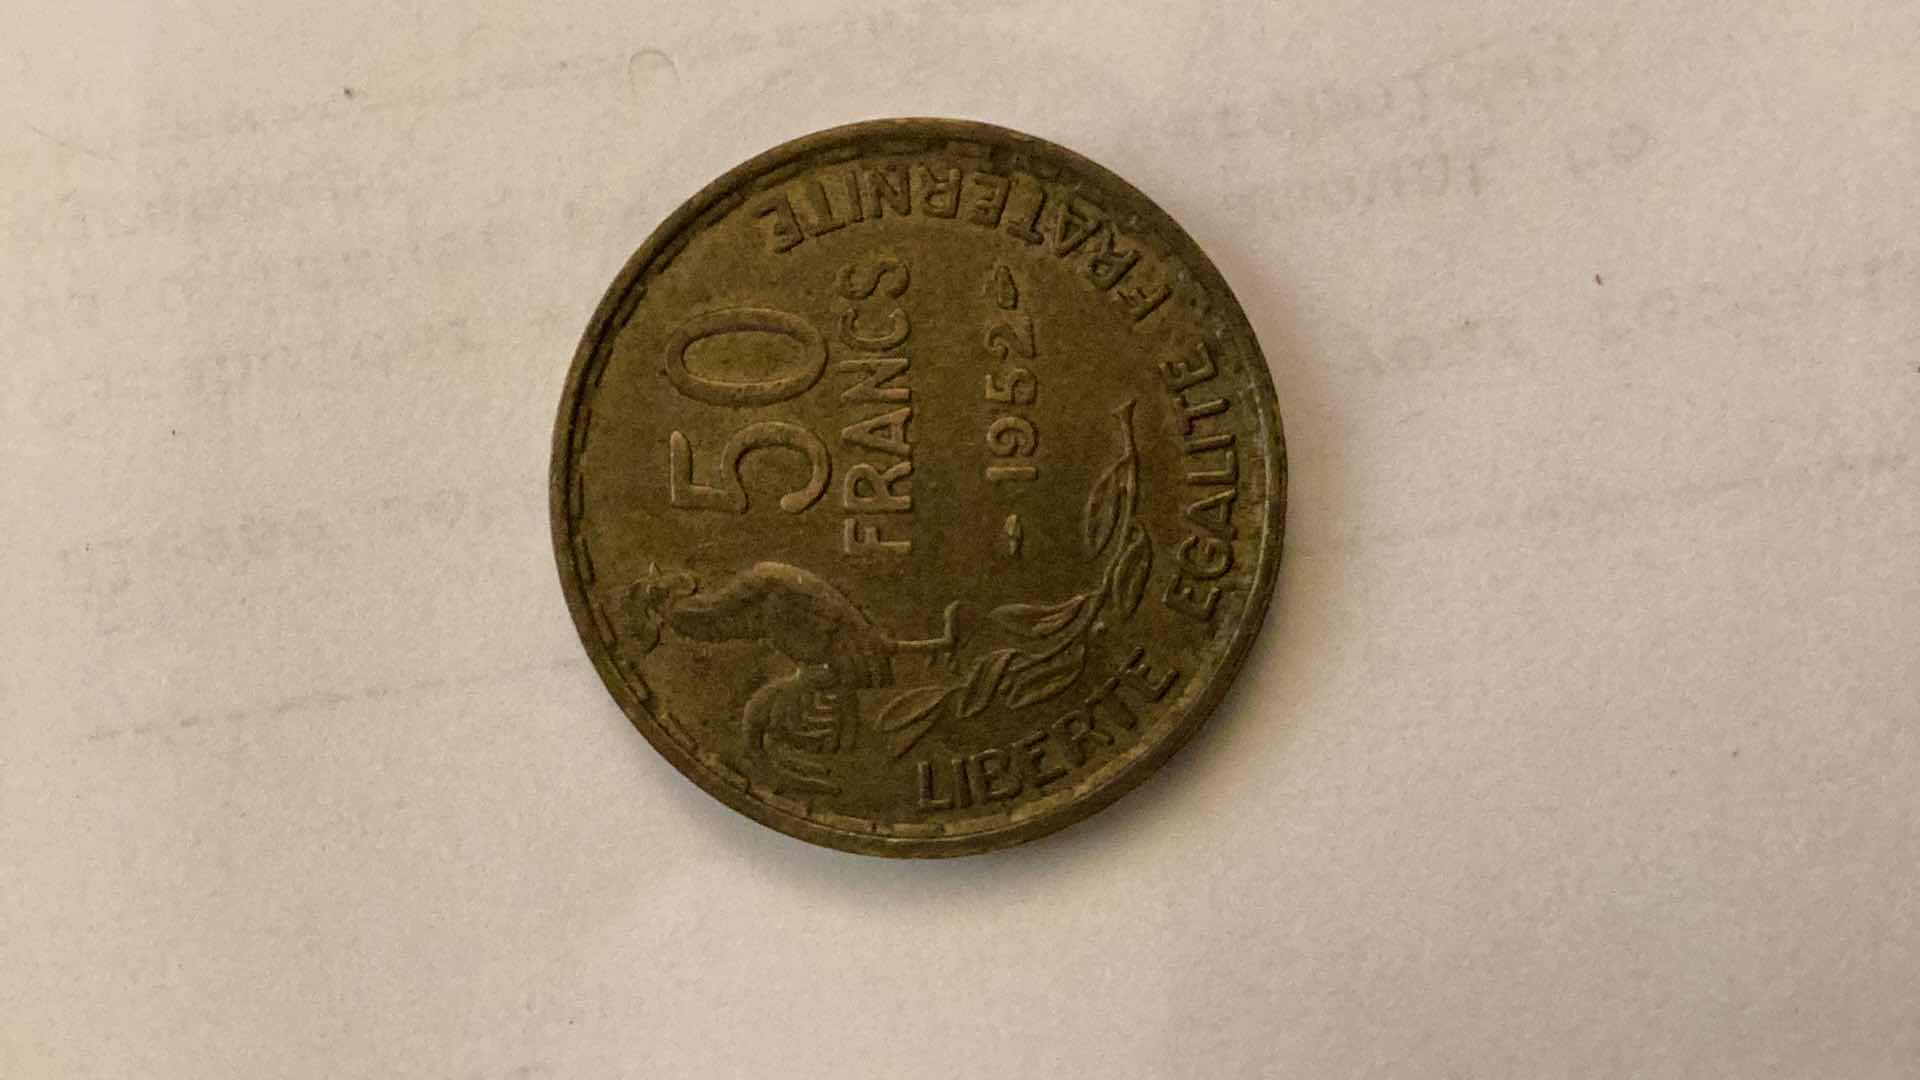 50
FRANCS
1952
LIBERTE EGALITE FRATERNITE